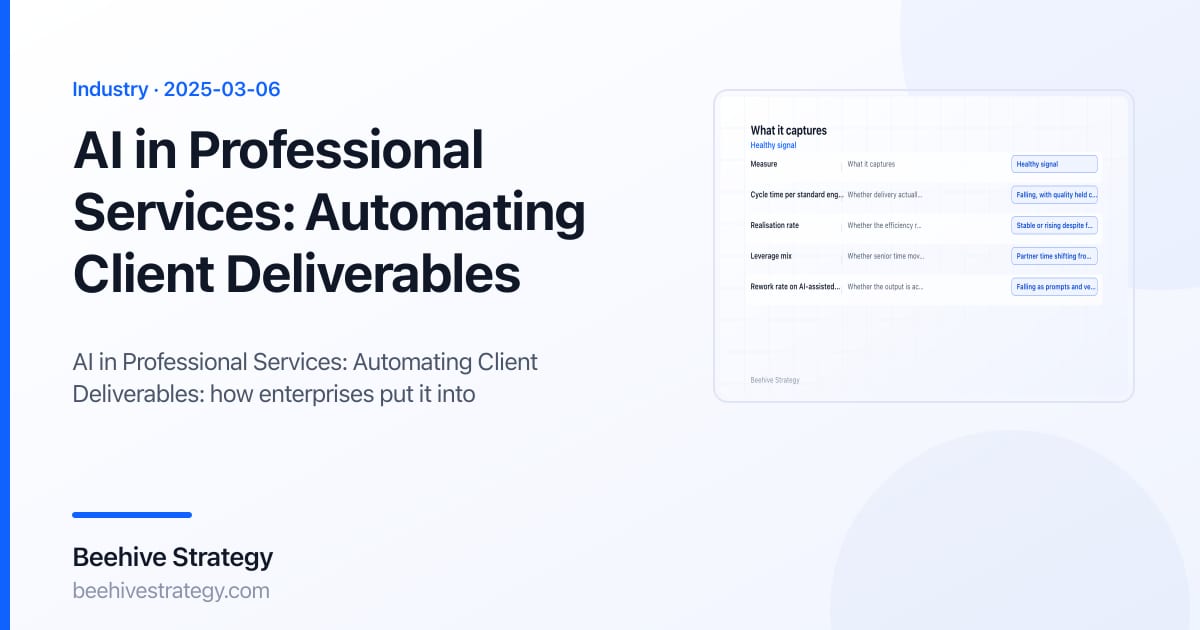 Industry · 2025-03-06
AI in Professional
Services: Automating
Client Deliverables
AI in Professional Services: Automating Client
Deliverables: how enterprises put it into
Beehive Strategy
beehivestrategy.com
What it captures
Healthy signal
Measure What it captures Healthy signal
Cycle time per standard eng... Whether delivery actuall... Falling, with quality held c...
Realisation rate Whether the efficiency r... Stable or rising despite f...
Leverage mix Whether senior time mov... Partner time shifting fro...
Rework rate on AI-assisted... Whether the output is ac... Falling as prompts and ve...
Beehive Strategy